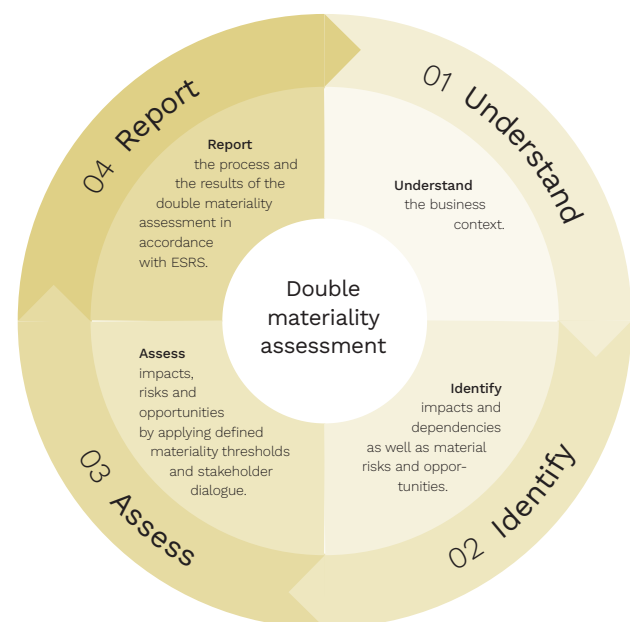 01 Understand
Understand
the business
context.
02 Identify
Identify
impacts and
dependencies
as well as material
risks and oppor-
tunities.
03 Assess
Assess
impacts,
risks and
opportunities
by applying defined
materiality thresholds
and stakeholder
dialogue.
04 Report
Report
the process and
the results of the
double materiality
assessment in
accordance
with ESRS.
Double
materiality
assessment